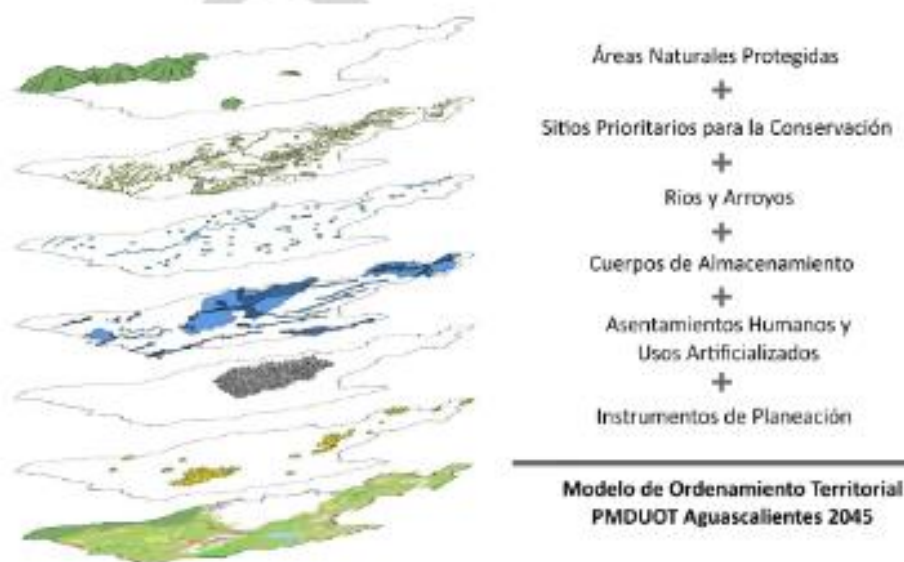 Áreas Naturales Protegidas
+
Sitios Prioritarios para la Conservación
+
Rios y Arroyos
+
Cuerpos de Almacenamiento
+
Asentamientos Humanos y
Usos Artificializados
+
Instrumentos de Planeación
Modelo de Ordenamiento Territorial
PMDUOT Aguascalientes 2045